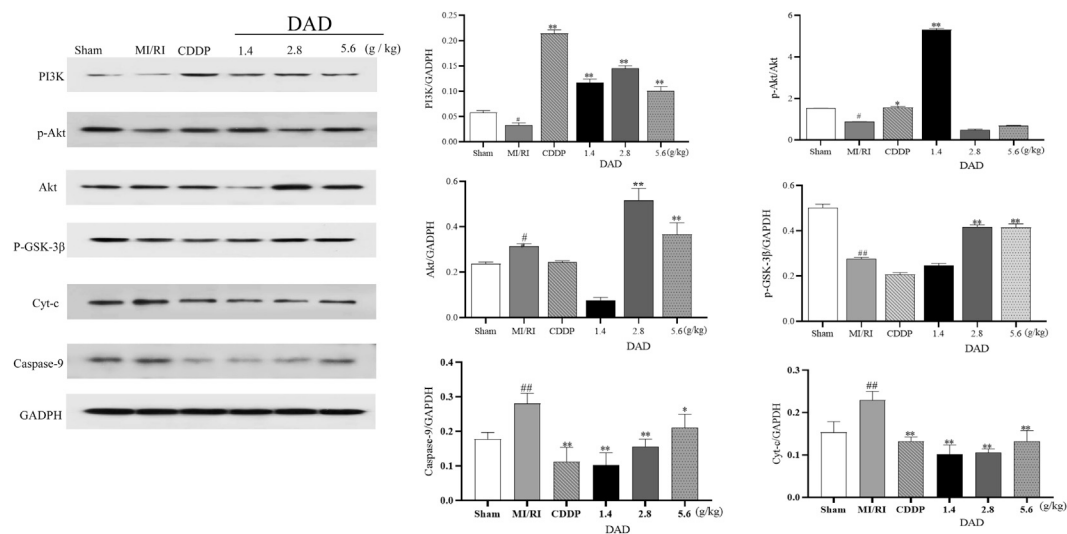 DAD
Sham MI/RI CDDP 1.4 2.8 5.6 (g / kg)
PI3K
p-Akt
Akt
P-GSK-3β
Cyt-c
Caspase-9
GADPH
PI3K/GADPH
0.25
0.20
0.15
0.10
0.05
0.00
#
**
**
**
**
Sham MI/RI CDDP 1.4 2.8 5.6 (g/kg)
DAD
p-Akt/Akt
6
4
2
0
#
*
**
Sham MI/RI CDDP 1.4 2.8 5.6 (g/kg)
DAD
Akt/GADPH
0.6
0.4
0.2
0.0
#
**
**
Sham MI/RI CDDP 1.4 2.8 5.6 (g/kg)
DAD
p-GSK-3β/GAPDH
0.6
0.4
0.2
0.0
##
**
**
Sham MI/RI CDDP 1.4 2.8 5.6 (g/kg)
DAD
Caspase-9/GAPDH
0.4
0.3
0.2
0.1
0.0
##
**
**
**
*
Sham MI/RI CDDP 1.4 2.8 5.6 (g/kg)
DAD
Cyt-c/GAPDH
0.3
0.2
0.1
0.0
##
**
**
**
**
Sham MI/RI CDDP 1.4 2.8 5.6 (g/kg)
DAD